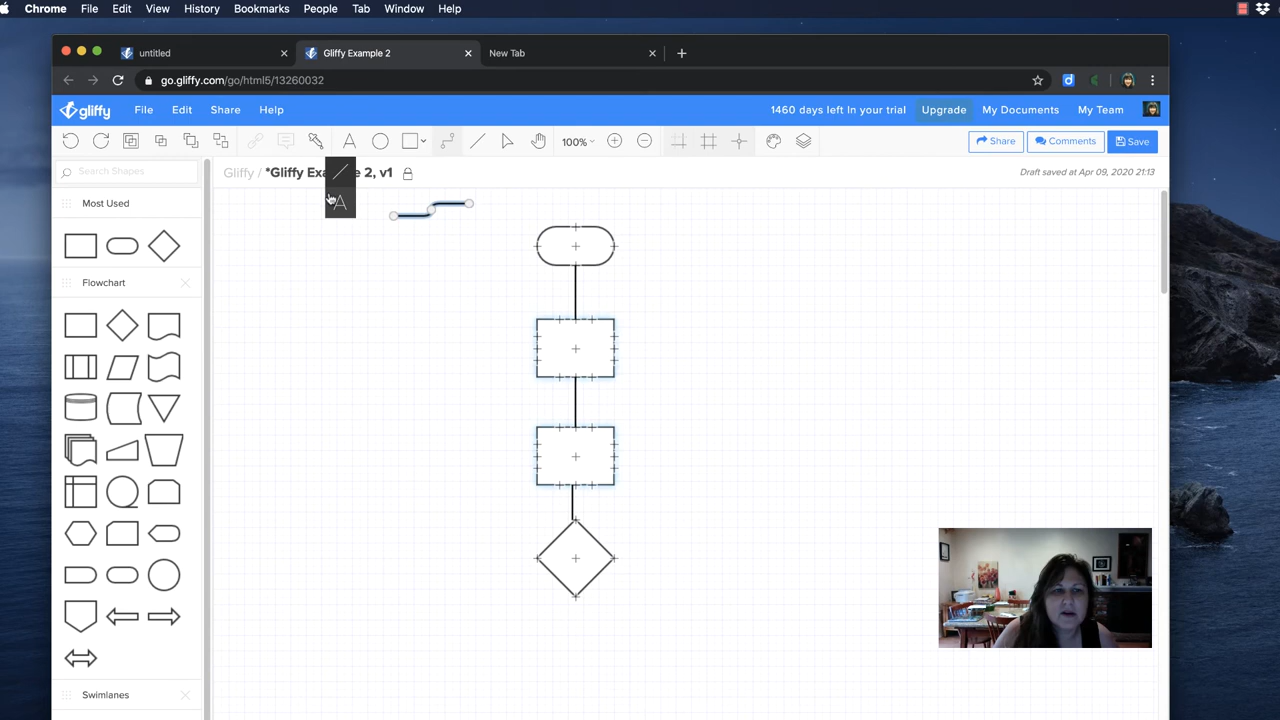 Chrome File Edit View History Bookmarks People Tab Window Help
untitled
Gliffy Example 2
New Tab
go.gliffy.com/go/html5/13260032
gliffy File Edit Share Help 1460 days left In your trial Upgrade My Documents My Team
100% Share Comments Save
Search Shapes
Gliffy / *Gliffy Exa e 2, v1
Draft saved at Apr 09, 2020 21:13
A
Most Used
Flowchart
Swimlanes